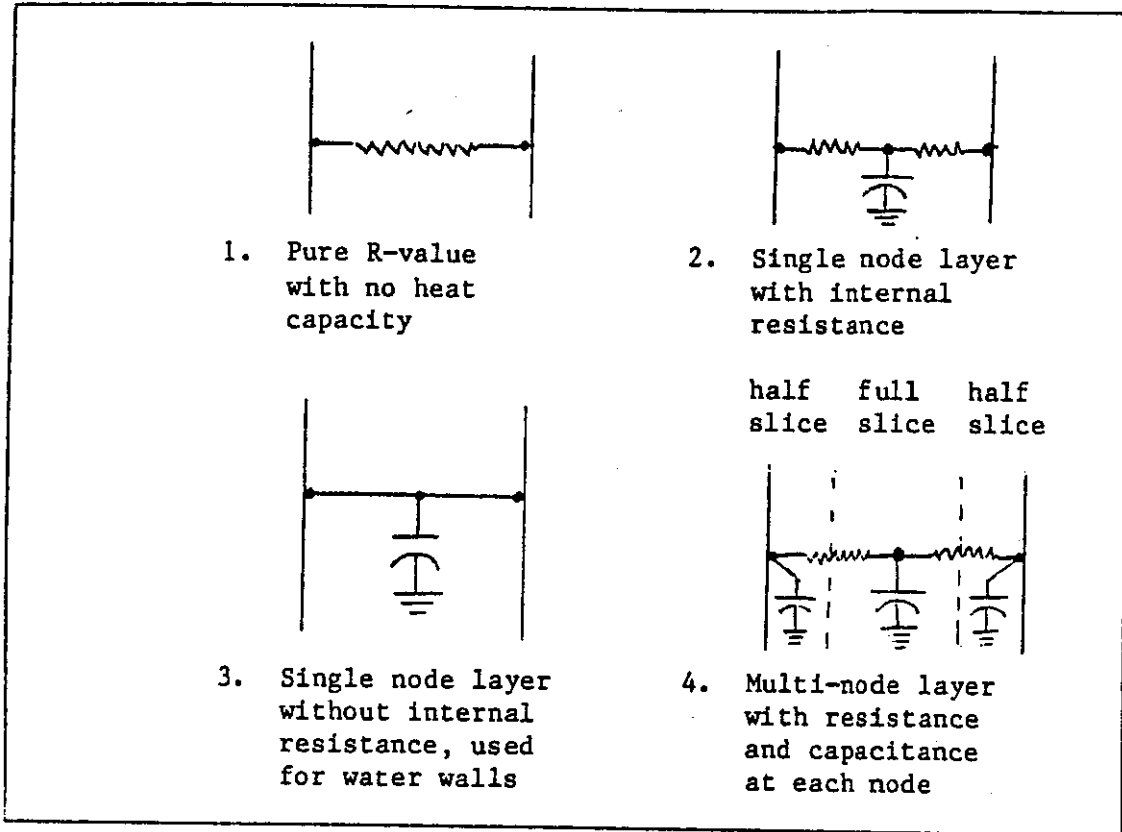 1. Pure R-value
with no heat
capacity
2. Single node layer
with internal
resistance
half full half
slice slice slice
3. Single node layer
without internal
resistance, used
for water walls
4. Multi-node layer
with resistance
and capacitance
at each node